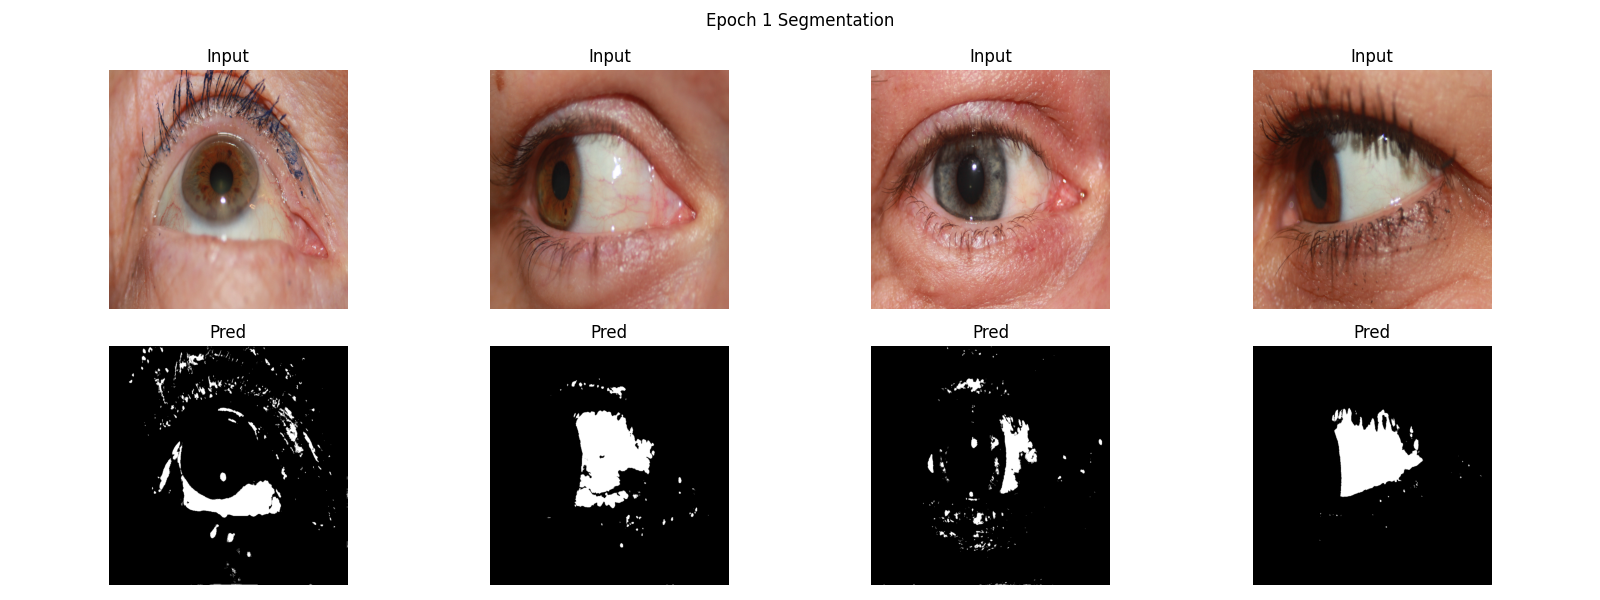 Epoch 1 Segmentation
Input Input Input Input
Pred Pred Pred Pred